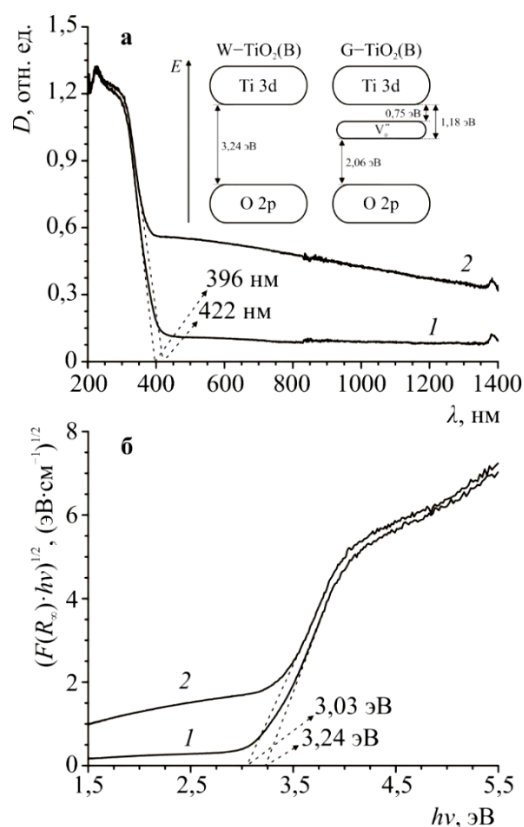 а
W–TiO₂(B) G–TiO₂(B)
E
Ti 3d Ti 3d
0,75 эВ
1,18 эВ
3,24 эВ
2,06 эВ
O 2p O 2p
D, отн. ед.
1,5
1,2
0,9
0,6
0,3
0
2
1
396 нм
422 нм
200 400 600 800 1000 1200 1400
λ, нм
б
(F(R∞)·hν)¹/², (эВ·см⁻¹)¹/²
8
6
4
2
0
2
1
3,03 эВ
3,24 эВ
1,5 2,5 3,5 4,5 5,5
hν, эВ